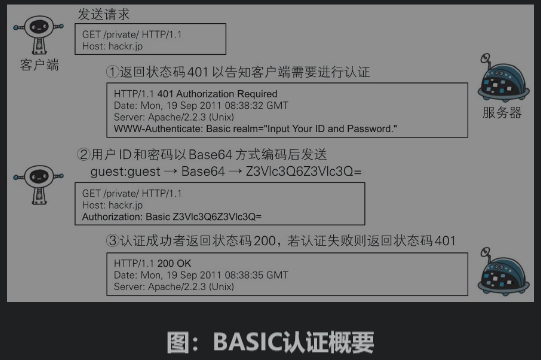 发送请求
GET /private/ HTTP/1.1
Host: hackr.jp
客户端
①返回状态码401以告知客户端需要进行认证
HTTP/1.1 401 Authorization Required
Date: Mon, 19 Sep 2011 08:38:32 GMT
Server: Apache/2.2.3 (Unix)
WWW-Authenticate: Basic realm="Input Your ID and Password."
服务器
②用户ID和密码以Base64方式编码后发送
guest:guest → Base64 → Z3Vlc3Q6Z3Vlc3Q=
GET /private/ HTTP/1.1
Host: hackr.jp
Authorization: Basic Z3Vlc3Q6Z3Vlc3Q=
③认证成功者返回状态码200，若认证失败则返回状态码401
HTTP/1.1 200 OK
Date: Mon, 19 Sep 2011 08:38:35 GMT
Server: Apache/2.2.3 (Unix)
图：BASIC认证概要